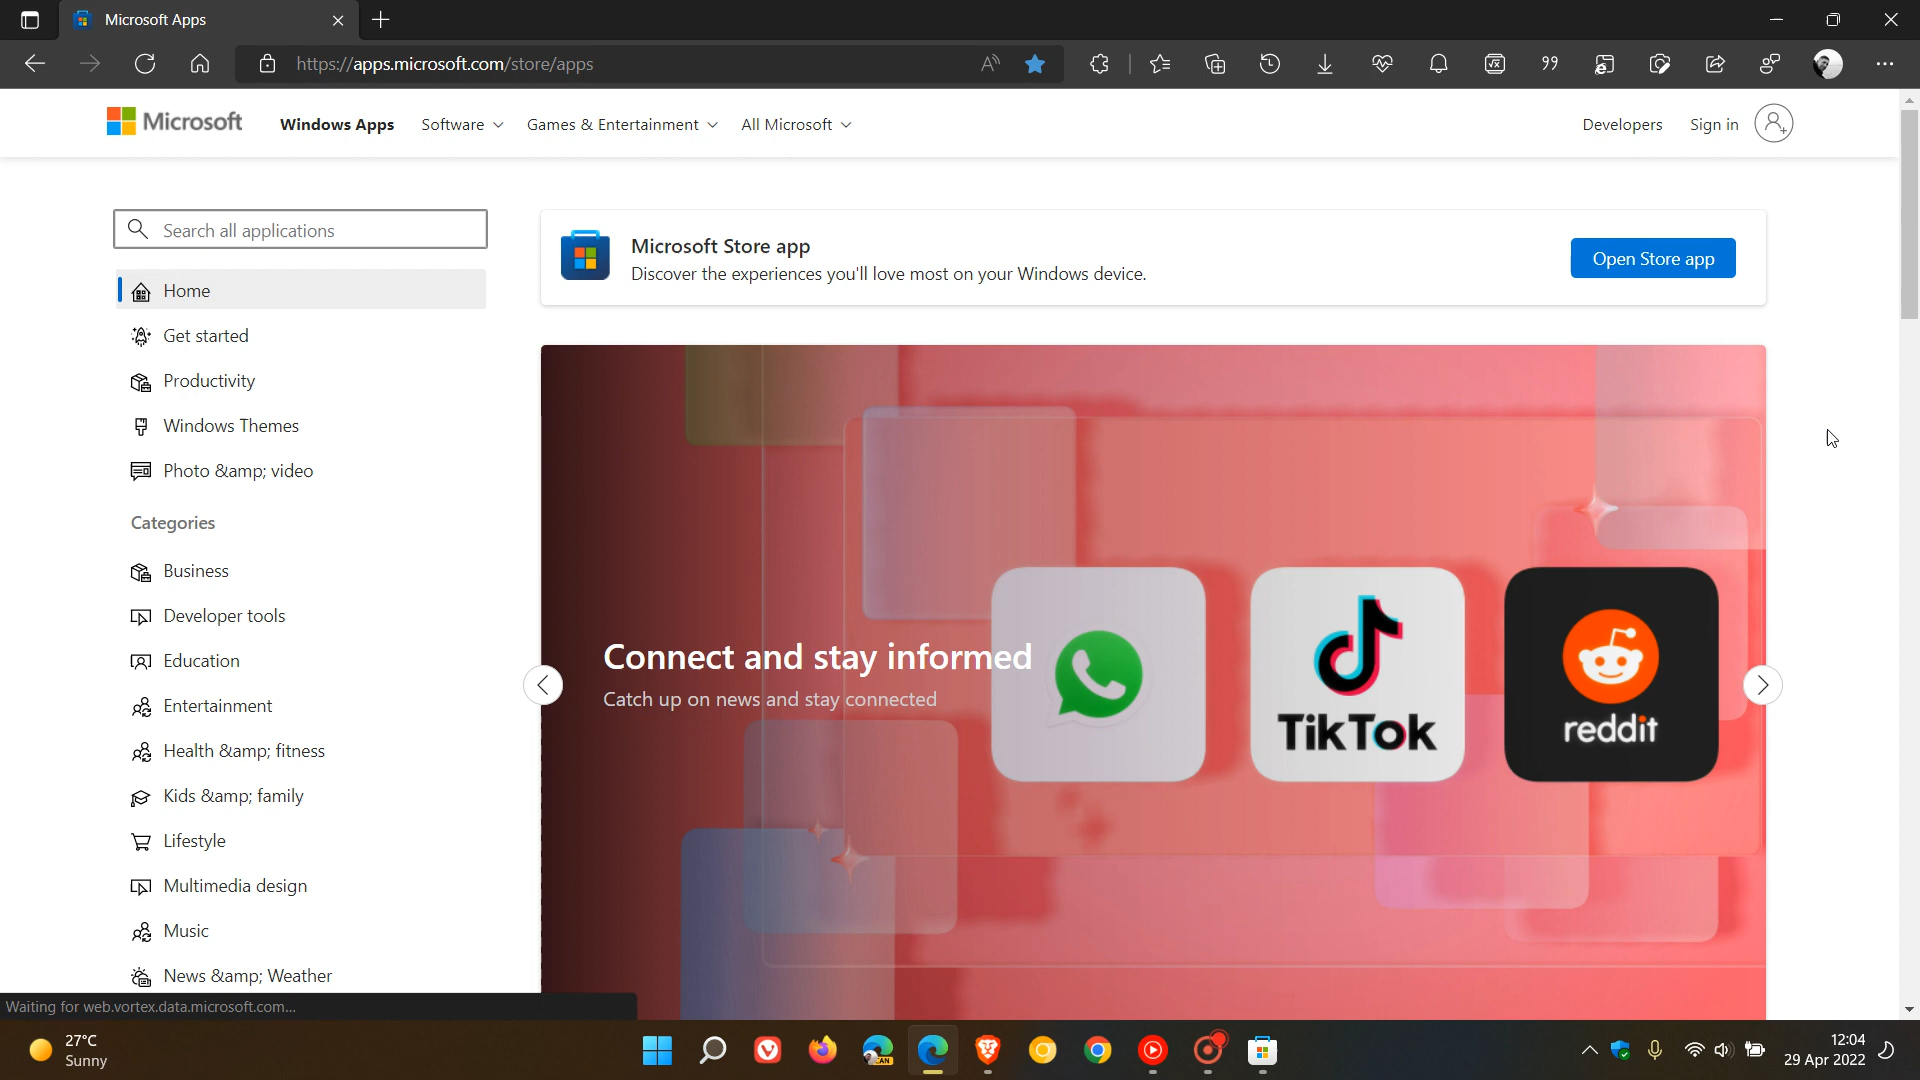 Microsoft Apps
https://apps.microsoft.com/store/apps
Microsoft
Windows Apps
Software
Games & Entertainment
All Microsoft
Developers
Sign in
Search all applications
Home
Get started
Productivity
Windows Themes
Photo &amp; video
Categories
Business
Developer tools
Education
Entertainment
Health &amp; fitness
Kids &amp; family
Lifestyle
Multimedia design
Music
News &amp; Weather
Microsoft Store app
Discover the experiences you'll love most on your Windows device.
Open Store app
Connect and stay informed
Catch up on news and stay connected
TikTok
reddit
Waiting for web.vortex.data.microsoft.com...
27°C
Sunny
CAN
12:04
29 Apr 2022